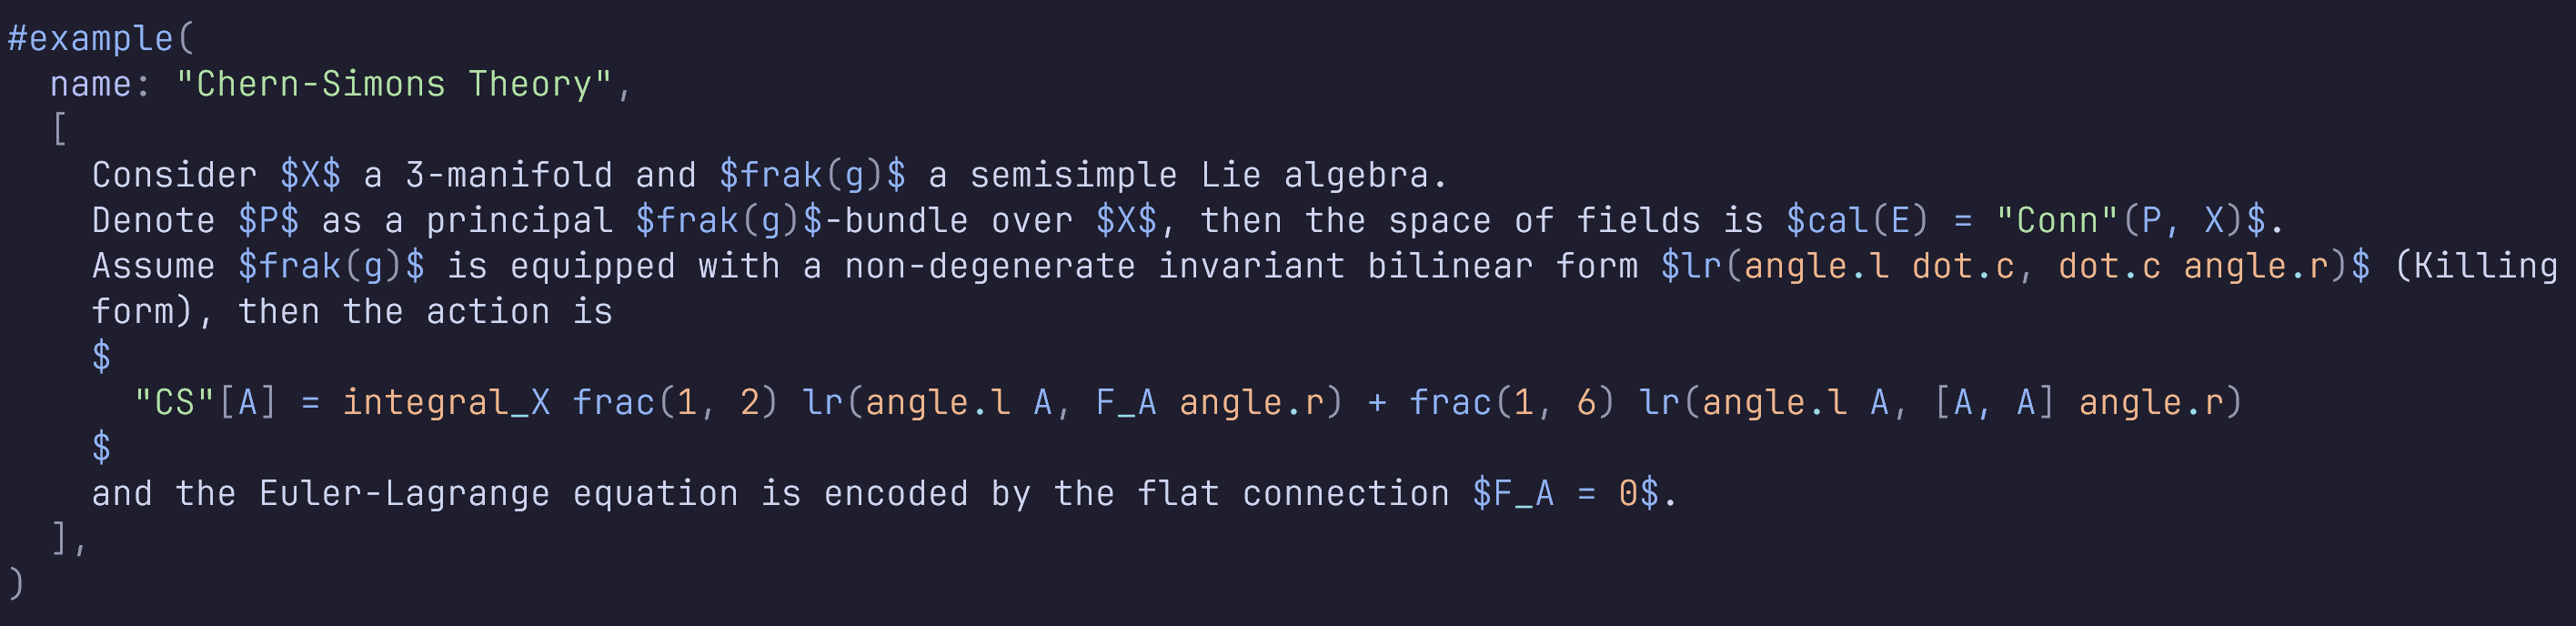 #example(
  name: "Chern-Simons Theory",
  [
    Consider $X$ a 3-manifold and $frak(g)$ a semisimple Lie algebra.
    Denote $P$ as a principal $frak(g)$-bundle over $X$, then the space of fields is $cal(E) = "Conn"(P, X)$.
    Assume $frak(g)$ is equipped with a non-degenerate invariant bilinear form $lr(angle.l dot.c, dot.c angle.r)$ (Killing
    form), then the action is
    $
      "CS"[A] = integral_X frac(1, 2) lr(angle.l A, F_A angle.r) + frac(1, 6) lr(angle.l A, [A, A] angle.r)
    $
    and the Euler-Lagrange equation is encoded by the flat connection $F_A = 0$.
  ],
)